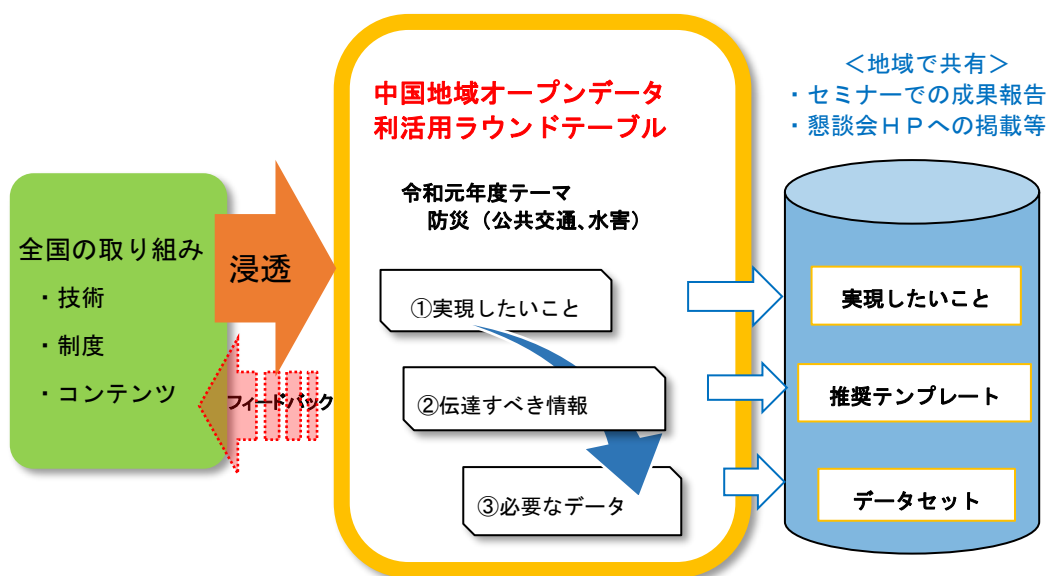 全国の取り組み
・技術
・制度
・コンテンツ
浸透
フィードバック
中国地域オープンデータ
利活用ラウンドテーブル
令和元年度テーマ
防災（公共交通、水害）
①実現したいこと
②伝達すべき情報
③必要なデータ
＜地域で共有＞
・セミナーでの成果報告
・懇談会ＨＰへの掲載等
実現したいこと
推奨テンプレート
データセット